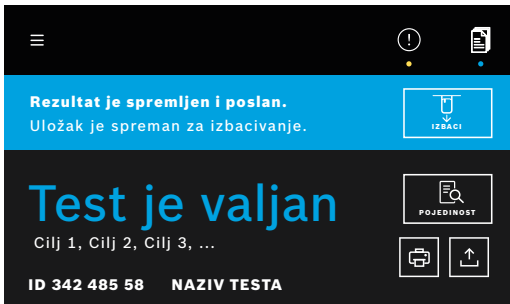 Rezultat je spremljen i poslan.
Uložak je spreman za izbacivanje.
IZBACI
Test je valjan
Cilj 1, Cilj 2, Cilj 3, ...
POJEDINOST
ID 342 485 58 NAZIV TESTA